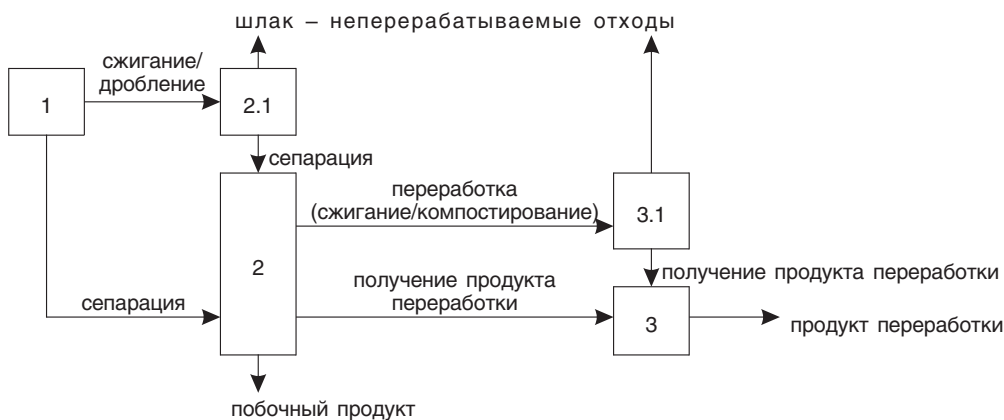 шлак – неперерабатываемые отходы
сжигание/
дробление
1
2.1
сепарация
переработка
(сжигание/компостирование)
3.1
2
получение продукта
переработки
получение продукта переработки
сепарация
3
продукт переработки
побочный продукт